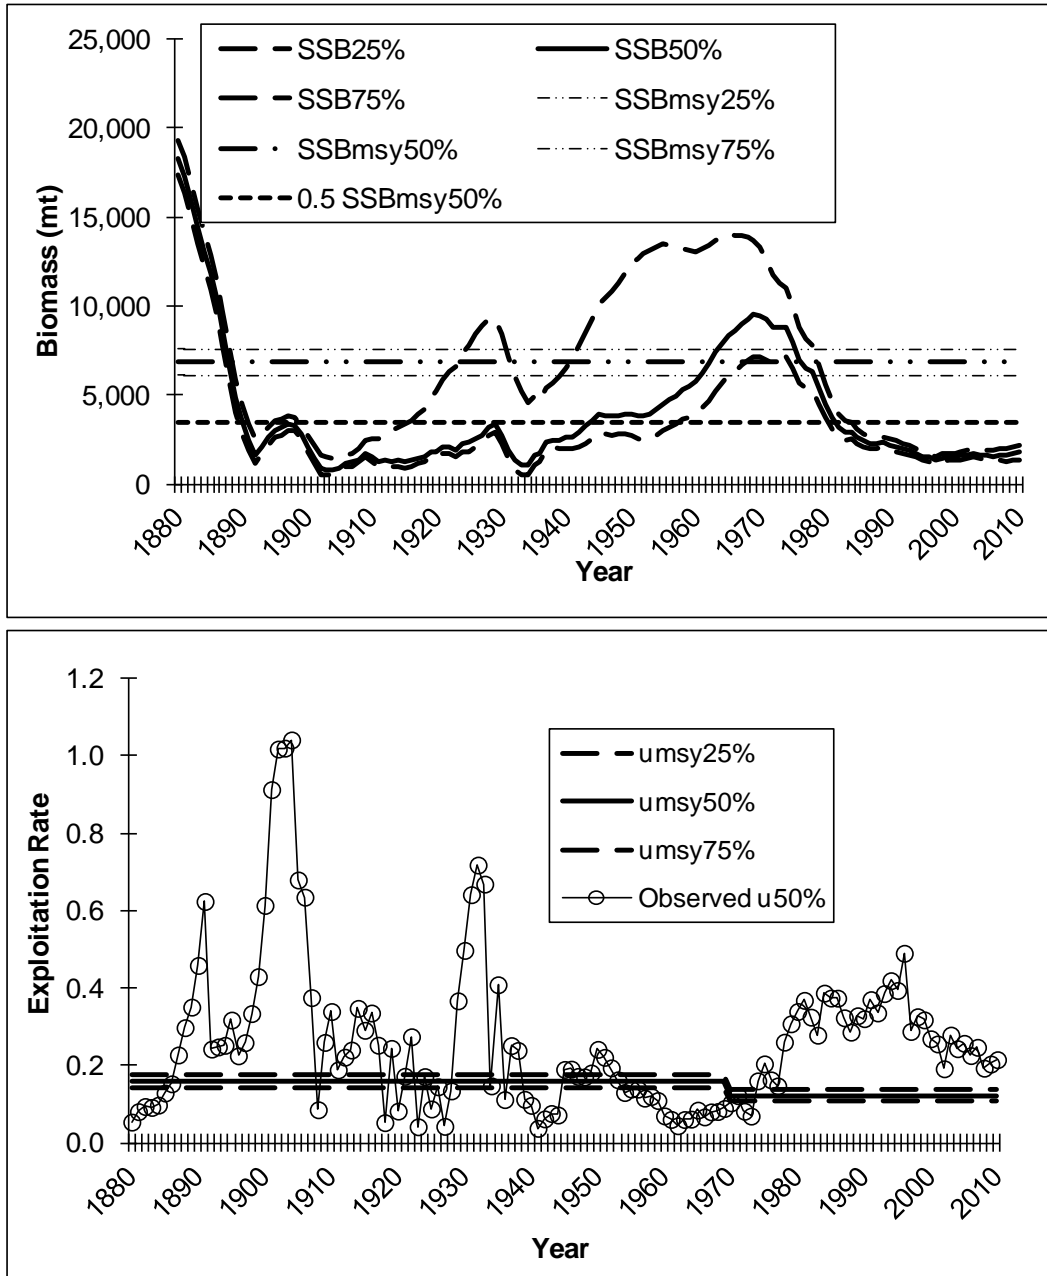 25,000
20,000
15,000
10,000
5,000
0
Biomass (mt)
SSB25% SSB50%
SSB75% SSBmsy25%
SSBmsy50% SSBmsy75%
0.5 SSBmsy50%
1880 1890 1900 1910 1920 1930 1940 1950 1960 1970 1980 1990 2000 2010
Year
1.2
1.0
0.8
0.6
0.4
0.2
0.0
Exploitation Rate
umsy25%
umsy50%
umsy75%
Observed u50%
1880 1890 1900 1910 1920 1930 1940 1950 1960 1970 1980 1990 2000 2010
Year